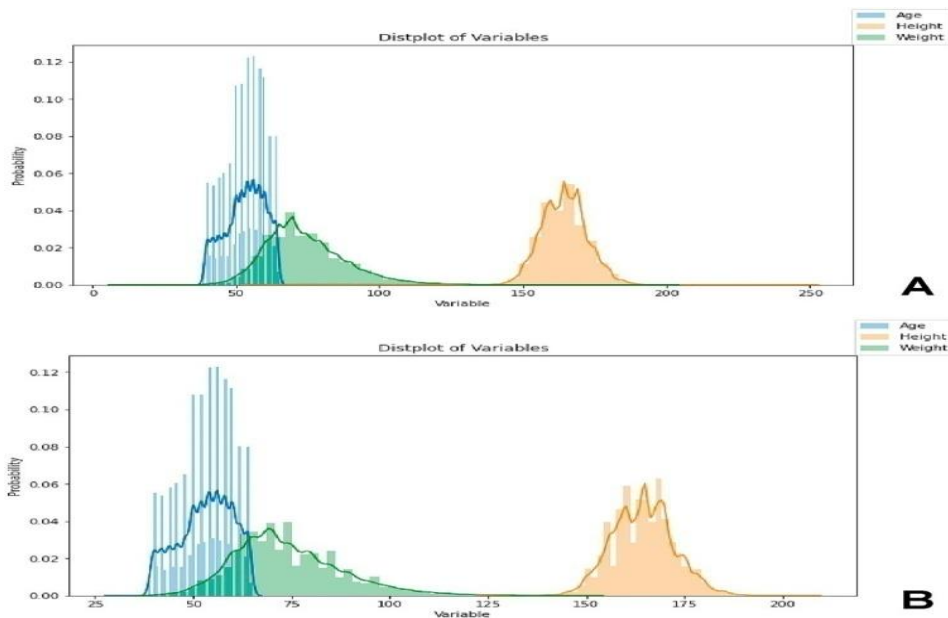 Age
Height
Weight
Distplot of Variables
0.12
0.10
0.08
0.06
0.04
0.02
0.00
Probability
0 50 100 150 200 250
Variable
A
Age
Height
Weight
Distplot of Variables
0.12
0.10
0.08
0.06
0.04
0.02
0.00
Probability
25 50 75 100 125 150 175 200
Variable
B